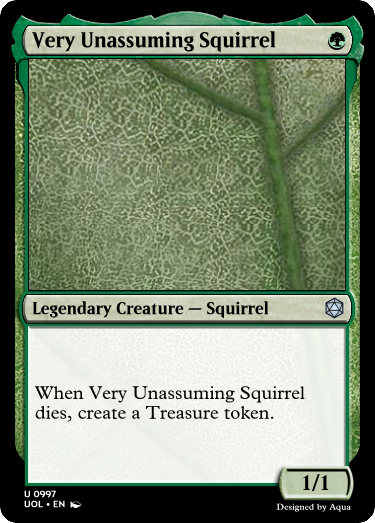 Very Unassuming Squirrel
Legendary Creature — Squirrel
When Very Unassuming Squirrel
dies, create a Treasure token.
1/1
U 0997
UOL • EN
Designed by Aqua